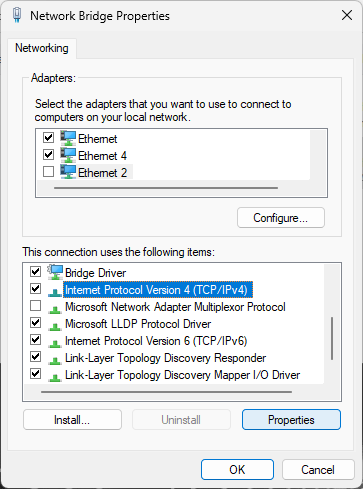 Network Bridge Properties
Networking
Adapters:
Select the adapters that you want to use to connect to
computers on your local network.
Ethernet
Ethernet 4
Ethernet 2
Configure...
This connection uses the following items:
Bridge Driver
Internet Protocol Version 4 (TCP/IPv4)
Microsoft Network Adapter Multiplexor Protocol
Microsoft LLDP Protocol Driver
Internet Protocol Version 6 (TCP/IPv6)
Link-Layer Topology Discovery Responder
Link-Layer Topology Discovery Mapper I/O Driver
Install...
Uninstall
Properties
OK
Cancel